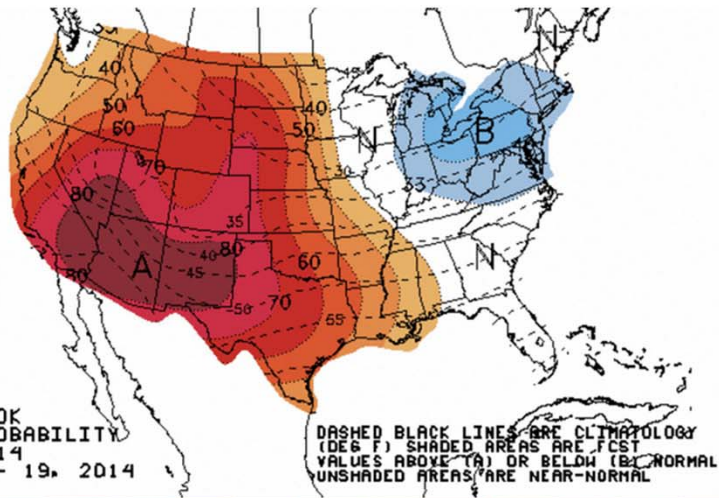 40
50
60
70
80
80
A
35
40
80
45
50
60
70
65
40
50
30
N
B
N
N
35
OK
OBABILITY
14
- 19, 2014
DASHED BLACK LINES ARE CLIMATOLOGY
(DEG F) SHADED AREAS ARE FCST
VALUES ABOVE (A) OR BELOW (B) NORMAL
UNSHADED AREAS ARE NEAR-NORMAL